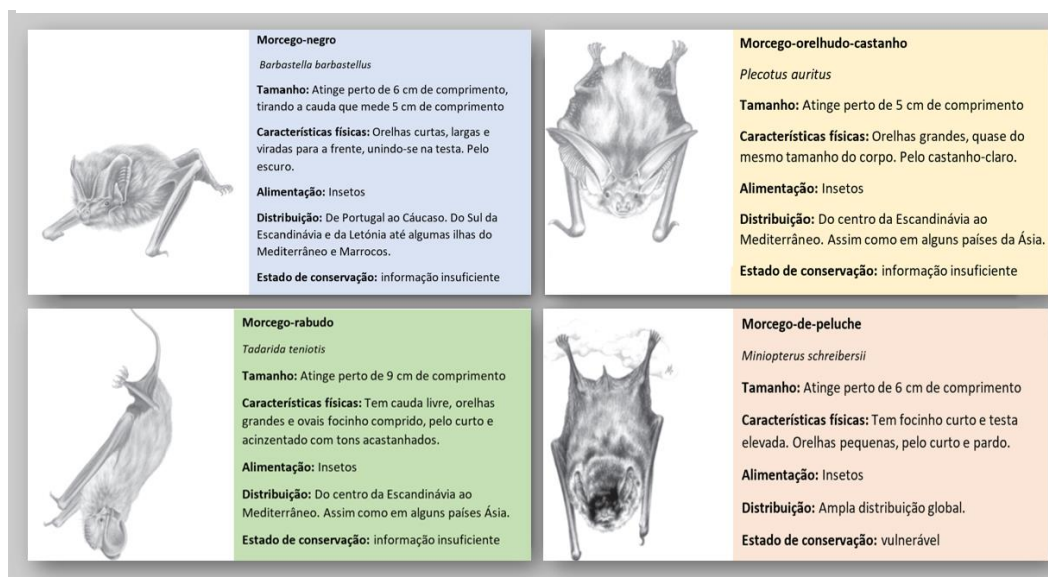 Morcego-negro
Barbastella barbastellus
Tamanho: Atinge perto de 6 cm de comprimento,
tirando a cauda que mede 5 cm de comprimento
Características físicas: Orelhas curtas, largas e
viradas para a frente, unindo-se na testa. Pelo
escuro.
Alimentação: Insetos
Distribuição: De Portugal ao Cáucaso. Do Sul da
Escandinávia e da Letónia até algumas ilhas do
Mediterrâneo e Marrocos.
Estado de conservação: informação insuficiente
Morcego-orelhudo-castanho
Plecotus auritus
Tamanho: Atinge perto de 5 cm de comprimento
Características físicas: Orelhas grandes, quase do
mesmo tamanho do corpo. Pelo castanho-claro.
Alimentação: Insetos
Distribuição: Do centro da Escandinávia ao
Mediterrâneo. Assim como em alguns países da Ásia.
Estado de conservação: informação insuficiente
Morcego-rabudo
Tadarida teniotis
Tamanho: Atinge perto de 9 cm de comprimento
Características físicas: Tem cauda livre, orelhas
grandes e ovais focinho comprido, pelo curto e
acinzentado com tons acastanhados.
Alimentação: Insetos
Distribuição: Do centro da Escandinávia ao
Mediterrâneo. Assim como em alguns países Ásia.
Estado de conservação: informação insuficiente
Morcego-de-peluche
Miniopterus schreibersii
Tamanho: Atinge perto de 6 cm de comprimento
Características físicas: Tem focinho curto e testa
elevada. Orelhas pequenas, pelo curto e pardo.
Alimentação: Insetos
Distribuição: Ampla distribuição global.
Estado de conservação: vulnerável